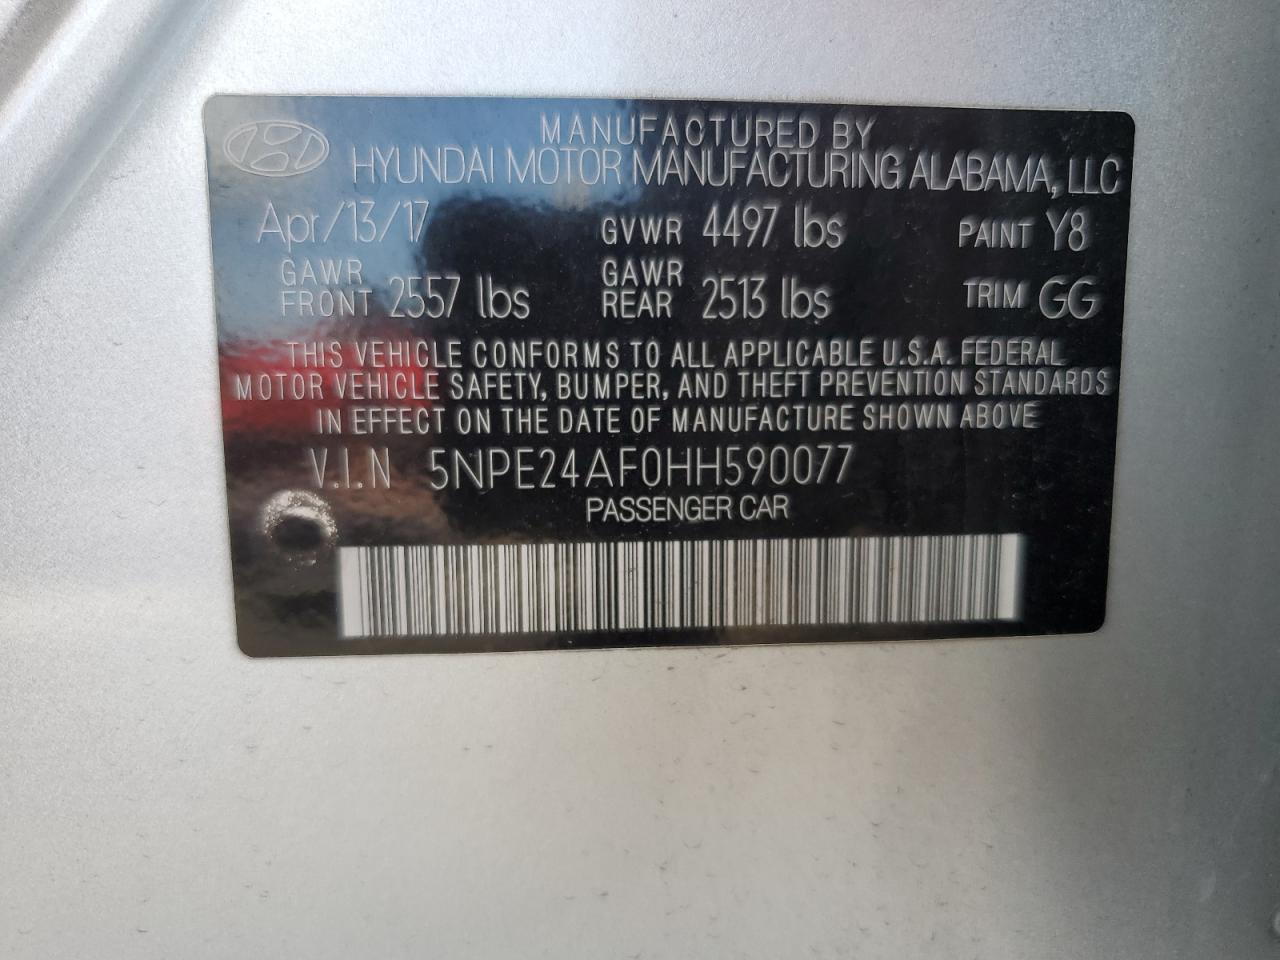 MANUFACTURED BY
HYUNDAI MOTOR MANUFACTURING ALABAMA, LLC
Apr/13/17 GVWR 4497 lbs PAINT Y8
GAWR FRONT 2557 lbs GAWR REAR 2513 lbs TRIM GG
THIS VEHICLE CONFORMS TO ALL APPLICABLE U.S.A. FEDERAL
MOTOR VEHICLE SAFETY, BUMPER, AND THEFT PREVENTION STANDARDS
IN EFFECT ON THE DATE OF MANUFACTURE SHOWN ABOVE
V.I.N 5NPE24AF0HH590077
PASSENGER CAR